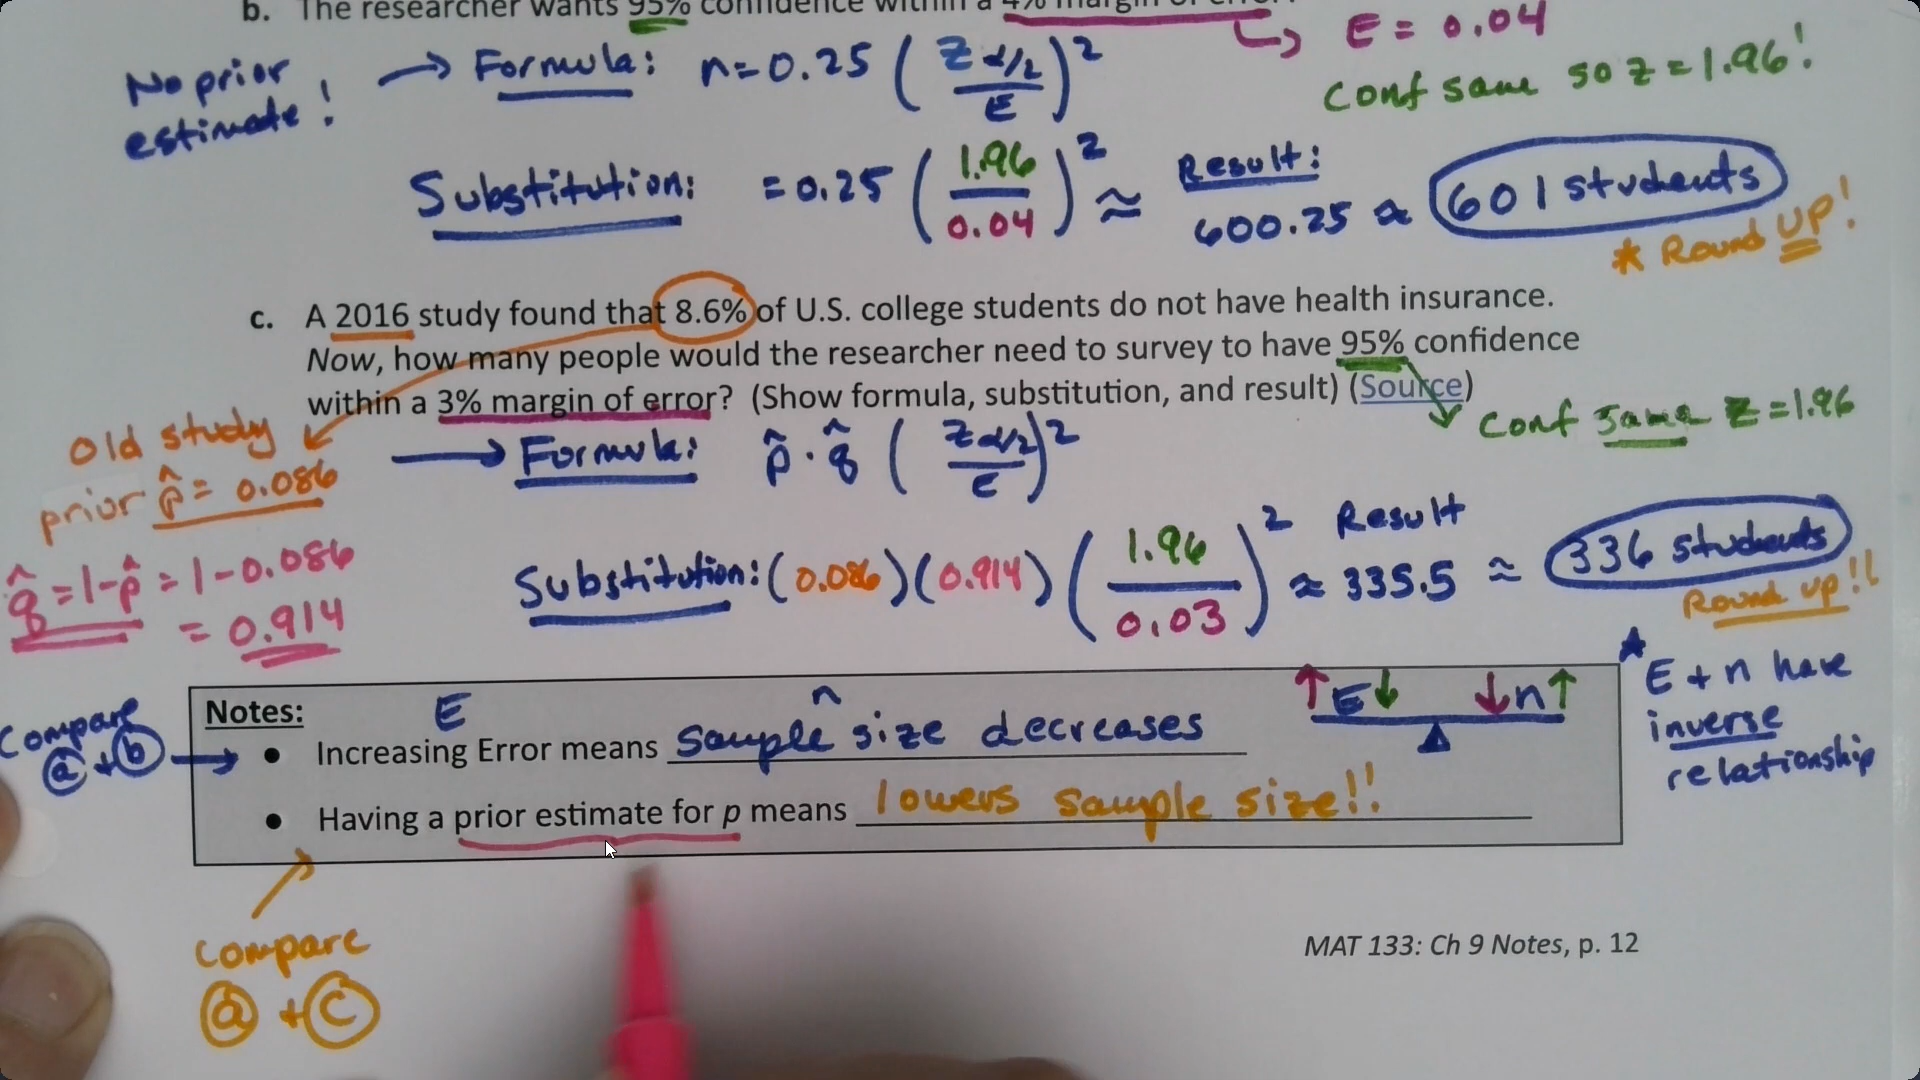 b. The researcher wants 95% confidence within a 4% margin of error.
E = 0.04
No prior estimate! → Formula: n=0.25 (Zα/2 / E)²
Conf same so Z = 1.96!
Substitution: = 0.25 (1.96 / 0.04)² ≈ Result: 600.25 ≈ 601 students
* Round UP!
c. A 2016 study found that 8.6% of U.S. college students do not have health insurance.
Now, how many people would the researcher need to survey to have 95% confidence
within a 3% margin of error? (Show formula, substitution, and result) (Source)
Conf same Z = 1.96
Old study
prior p̂ = 0.086
→ Formula: p̂ · q̂ (Zα/2 / E)²
q̂ = 1-p̂ = 1-0.086
= 0.914
Substitution: (0.086)(0.914) (1.96 / 0.03)² Result ≈ 335.5 ≈ 336 students
Round up!!
Compare
a + b →
Notes:
E
n
↑E↓ ↓n↑
• Increasing Error means sample size decreases
• Having a prior estimate for p means lowers sample size!!
★ E + n have
inverse
relationship
Compare
a + c
MAT 133: Ch 9 Notes, p. 12